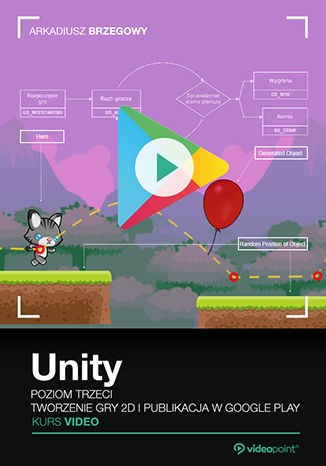 ARKADIUSZ BRZEGOWY
Rozpoczęcie gry
GS_NOTSTARTED
Ruch gracza
Sprawdzenie stanu planszy
Wygrana
GS_WON
Remis
GS_DRAW
Hero
Generated Object
Random Position of Object
Unity
POZIOM TRZECI
TWORZENIE GRY 2D I PUBLIKACJA W GOOGLE PLAY
KURS VIDEO
videopoint